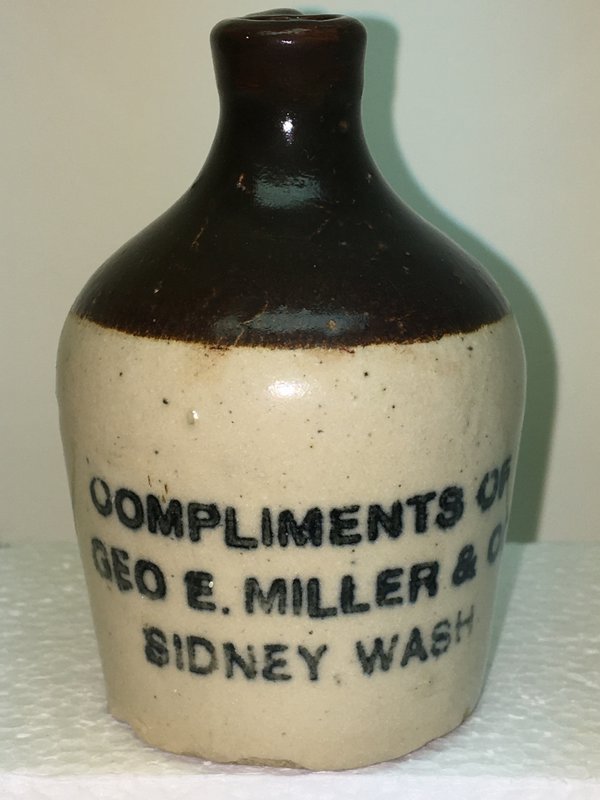 COMPLIMENTS OF
GEO E. MILLER &
SIDNEY WASH